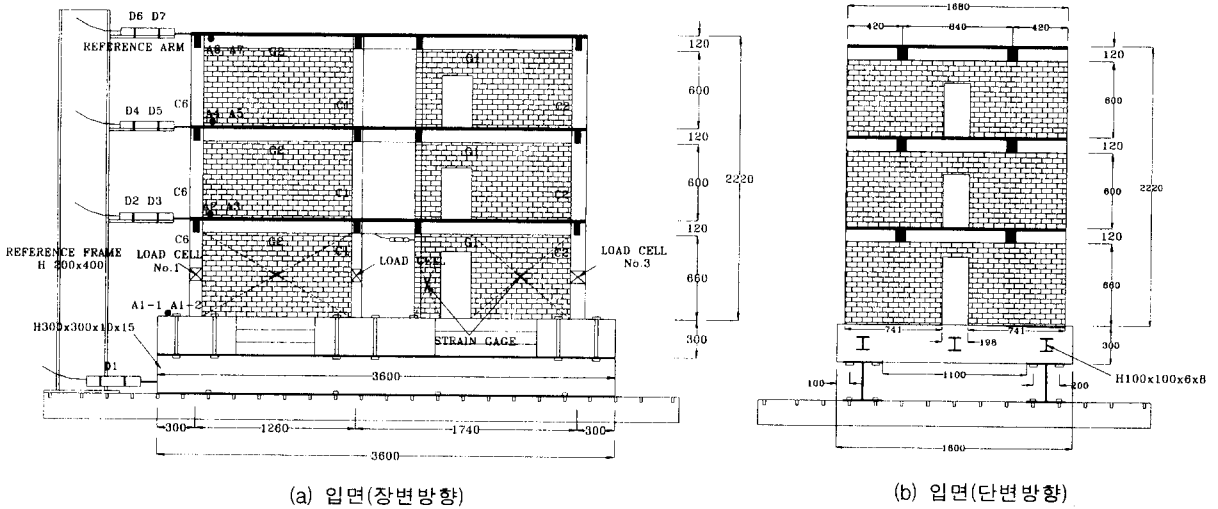 D6 D7
REFERENCE ARM
A8, A7
G2
G1
C6
C1
C2
A4 A5
D4 D5
G2
G1
C6
C1
C2
A2, A3
D2 D3
G2
G1
C6
C1
C2
REFERENCE FRAME
H 200x400
LOAD CELL
No.1
LOAD CELL
LOAD CELL
No.3
A1-1 A1-2
H300x300x10x15
STRAIN GAGE
D1
3600
300
1260
1740
300
3600
120
600
120
600
120
660
300
2220
(a) 입면(장변방향)
1680
420
840
420
120
600
120
600
120
660
300
2220
741
741
198
100
1100
200
H100x100x6x8
1600
(b) 입면(단변방향)